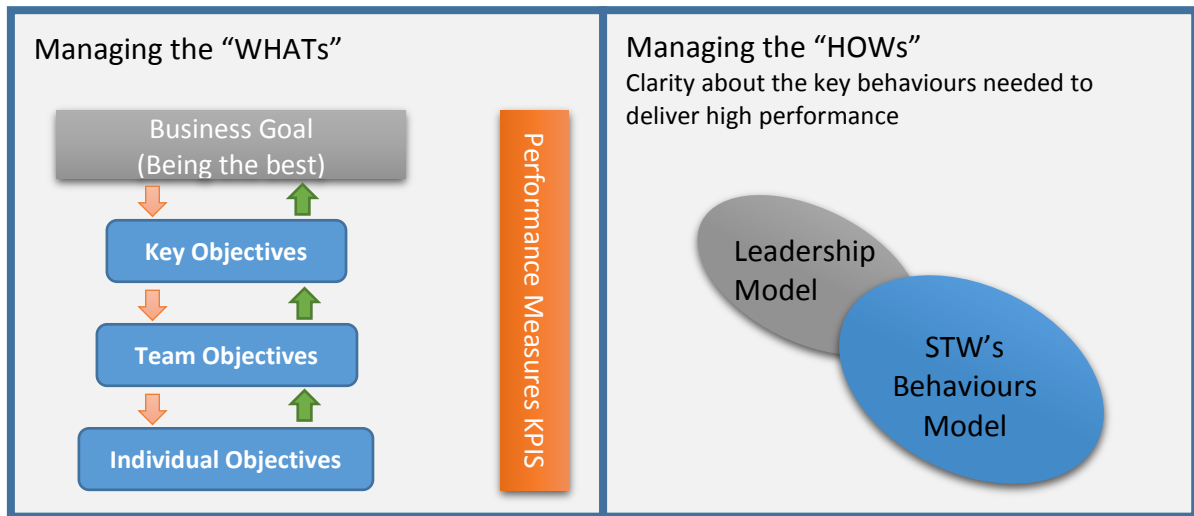 Managing the “WHATs”
Business Goal
(Being the best)
Key Objectives
Team Objectives
Individual Objectives
Performance Measures KPIS
Managing the “HOWs”
Clarity about the key behaviours needed to
deliver high performance
Leadership
Model
STW’s
Behaviours
Model